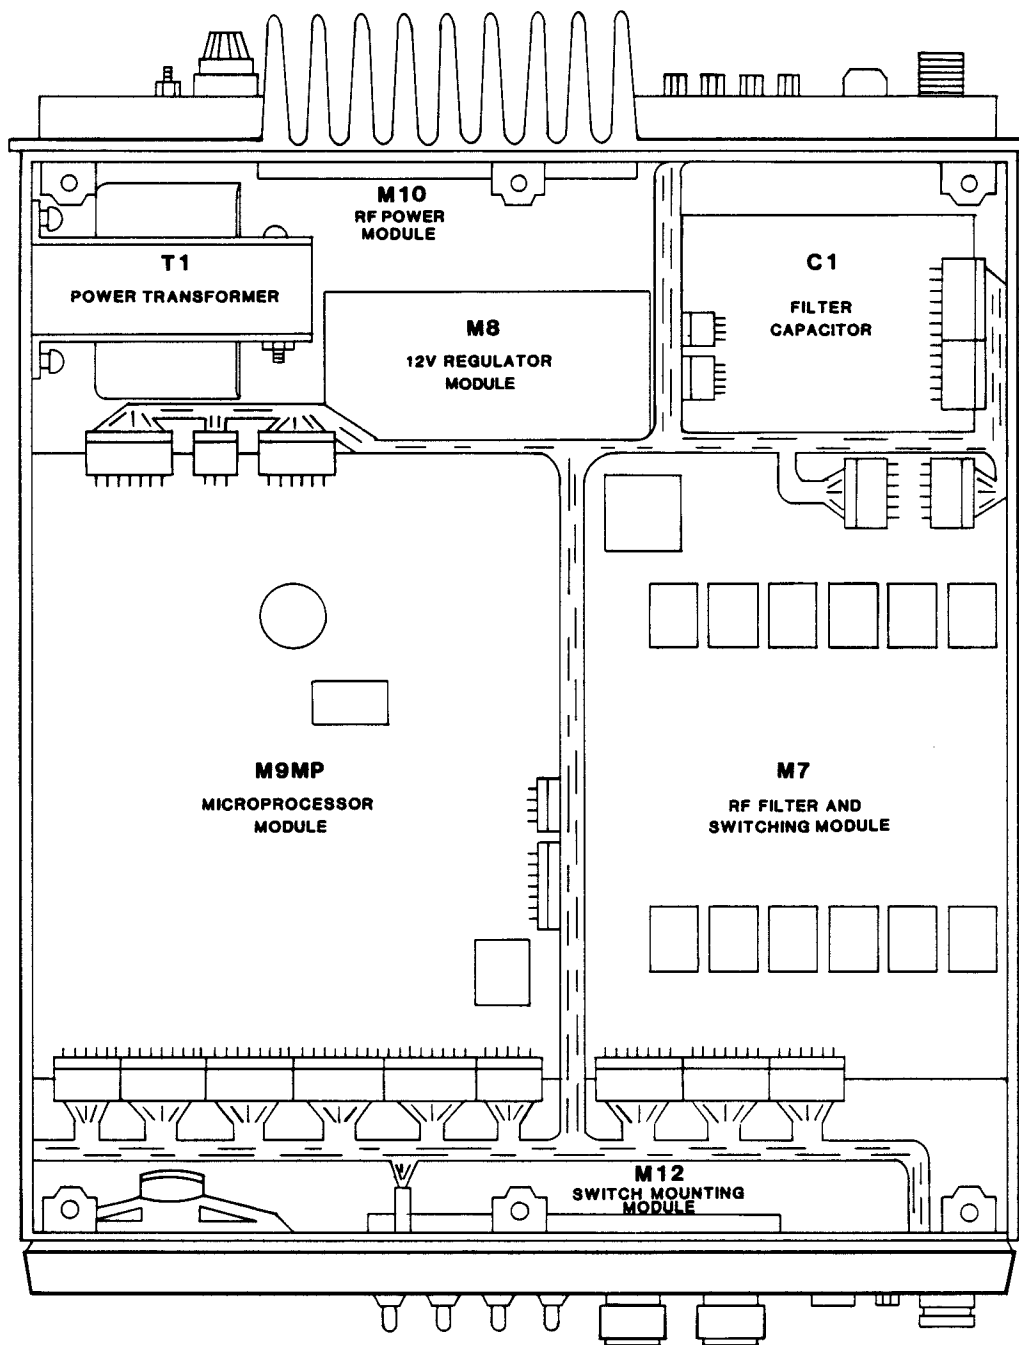 M10
RF POWER
MODULE
T1
POWER TRANSFORMER
C1
FILTER
CAPACITOR
M8
12V REGULATOR
MODULE
M9MP
MICROPROCESSOR
MODULE
M7
RF FILTER AND
SWITCHING MODULE
M12
SWITCH MOUNTING
MODULE